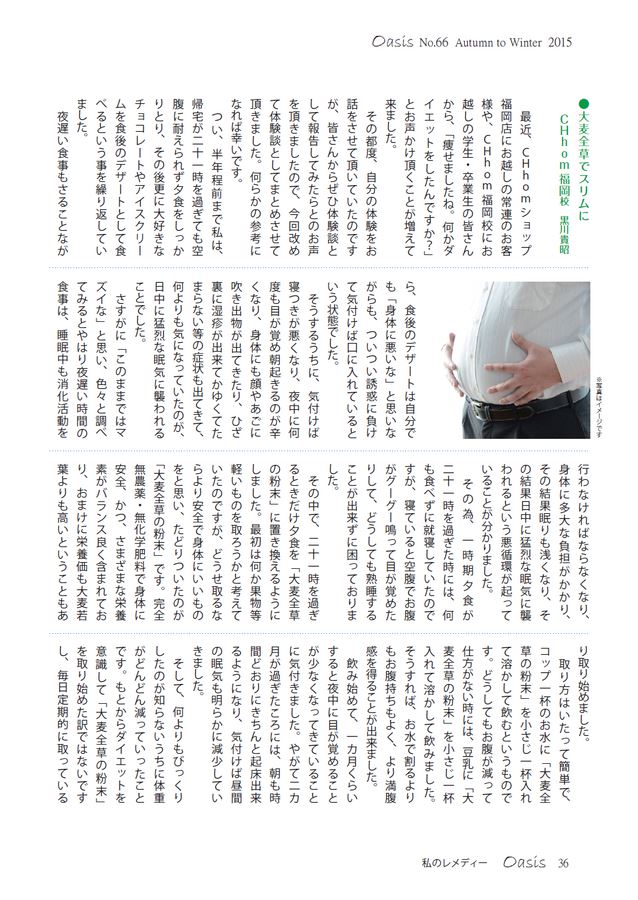 Oasis No.66 Autumn to Winter 2015
●大麦全草でスリムに
CHhom福岡校 黒川貴昭
最近、CHhomショップ
福岡店にお越しの常連のお客
様や、CHhom福岡校にお
越しの学生・卒業生の皆さん
から、「痩せましたね。何かダ
イエットをしたんですか?」
とお声かけ頂くことが増えて
来ました。
その都度、自分の体験をお
話をさせて頂いていたのです
が、皆さんからぜひ体験談と
して報告してみたらとのお声
を頂きましたので、今回改め
て体験談としてまとめさせて
頂きました。何らかの参考に
なれば幸いです。
つい、半年程前まで私は、
帰宅が二十一時を過ぎても空
腹に耐えられず夕食をしっか
りとり、その後更に大好きな
チョコレートやアイスクリー
ムを食後のデザートとして食
べるという事を繰り返してい
ました。
夜遅い食事もさることなが
ら、食後のデザートは自分で
も「身体に悪いな」と思いな
がらも、ついつい誘惑に負け
て気付けば口に入れていると
いう状態でした。
そうするうちに、気付けば
寝つきが悪くなり、夜中に何
度も目が覚め朝起きるのが辛
くなり、身体にも顔やあごに
吹き出物が出てきたり、ひざ
裏に湿疹が出来てかゆくてた
まらない等の症状も出てきて、
何よりも気になっていたのが、
日中に猛烈な眠気に襲われる
ことでした。
さすがに「このままではマ
ズイな」と思い、色々と調べ
てみるとやはり夜遅い時間の
食事は、睡眠中も消化活動を
※写真はイメージです
行わなければならなくなり、
身体に多大な負担がかかり、
その結果眠りも浅くなり、そ
の結果日中に猛烈な眠気に襲
われるという悪循環が起って
いることが分かりました。
その為、一時期夕食が
二十一時を過ぎた時には、何
も食べずに就寝していたので
すが、寝ていると空腹でお腹
がグーグー鳴って目が覚めた
りして、どうしても熟睡する
ことが出来ずに困っておりま
した。
その中で、二十一時を過ぎ
るときだけ夕食を「大麦全草
の粉末」に置き換えるように
しました。最初は何か果物等
軽いものを取ろうかと考えて
いたのですが、どうせ取るな
らより安全で身体にいいもの
をと思い、たどりついたのが
「大麦全草の粉末」です。完全
無農薬・無化学肥料で身体に
安全、かつ、さまざまな栄養
素がバランス良く含まれてお
り、おまけに栄養価も大麦若
葉よりも高いということもあ
り取り始めました。
取り方はいたって簡単で、
コップ一杯のお水に「大麦全
草の粉末」を小さじ一杯入れ
て溶かして飲むというもので
す。どうしてもお腹が減って
仕方がない時には、豆乳に「大
麦全草の粉末」を小さじ一杯
入れて溶かして飲みました。
そうすれば、お水で割るより
もお腹持ちもよく、より満腹
感を得ることが出来ました。
飲み始めて、一カ月くらい
すると夜中に目が覚めること
が少なくなってきていること
に気付きました。やがて二カ
月が過ぎたころには、朝も時
間どおりにきちんと起床出来
るようになり、気付けば昼間
の眠気も明らかに減少してい
きました。
そして、何よりもびっくり
したのが知らないうちに体重
がどんどん減っていったこと
です。もとからダイエットを
意識して「大麦全草の粉末」
を取り始めた訳ではないです
し、毎日定期的に取っている
私のレメディー Oasis 36